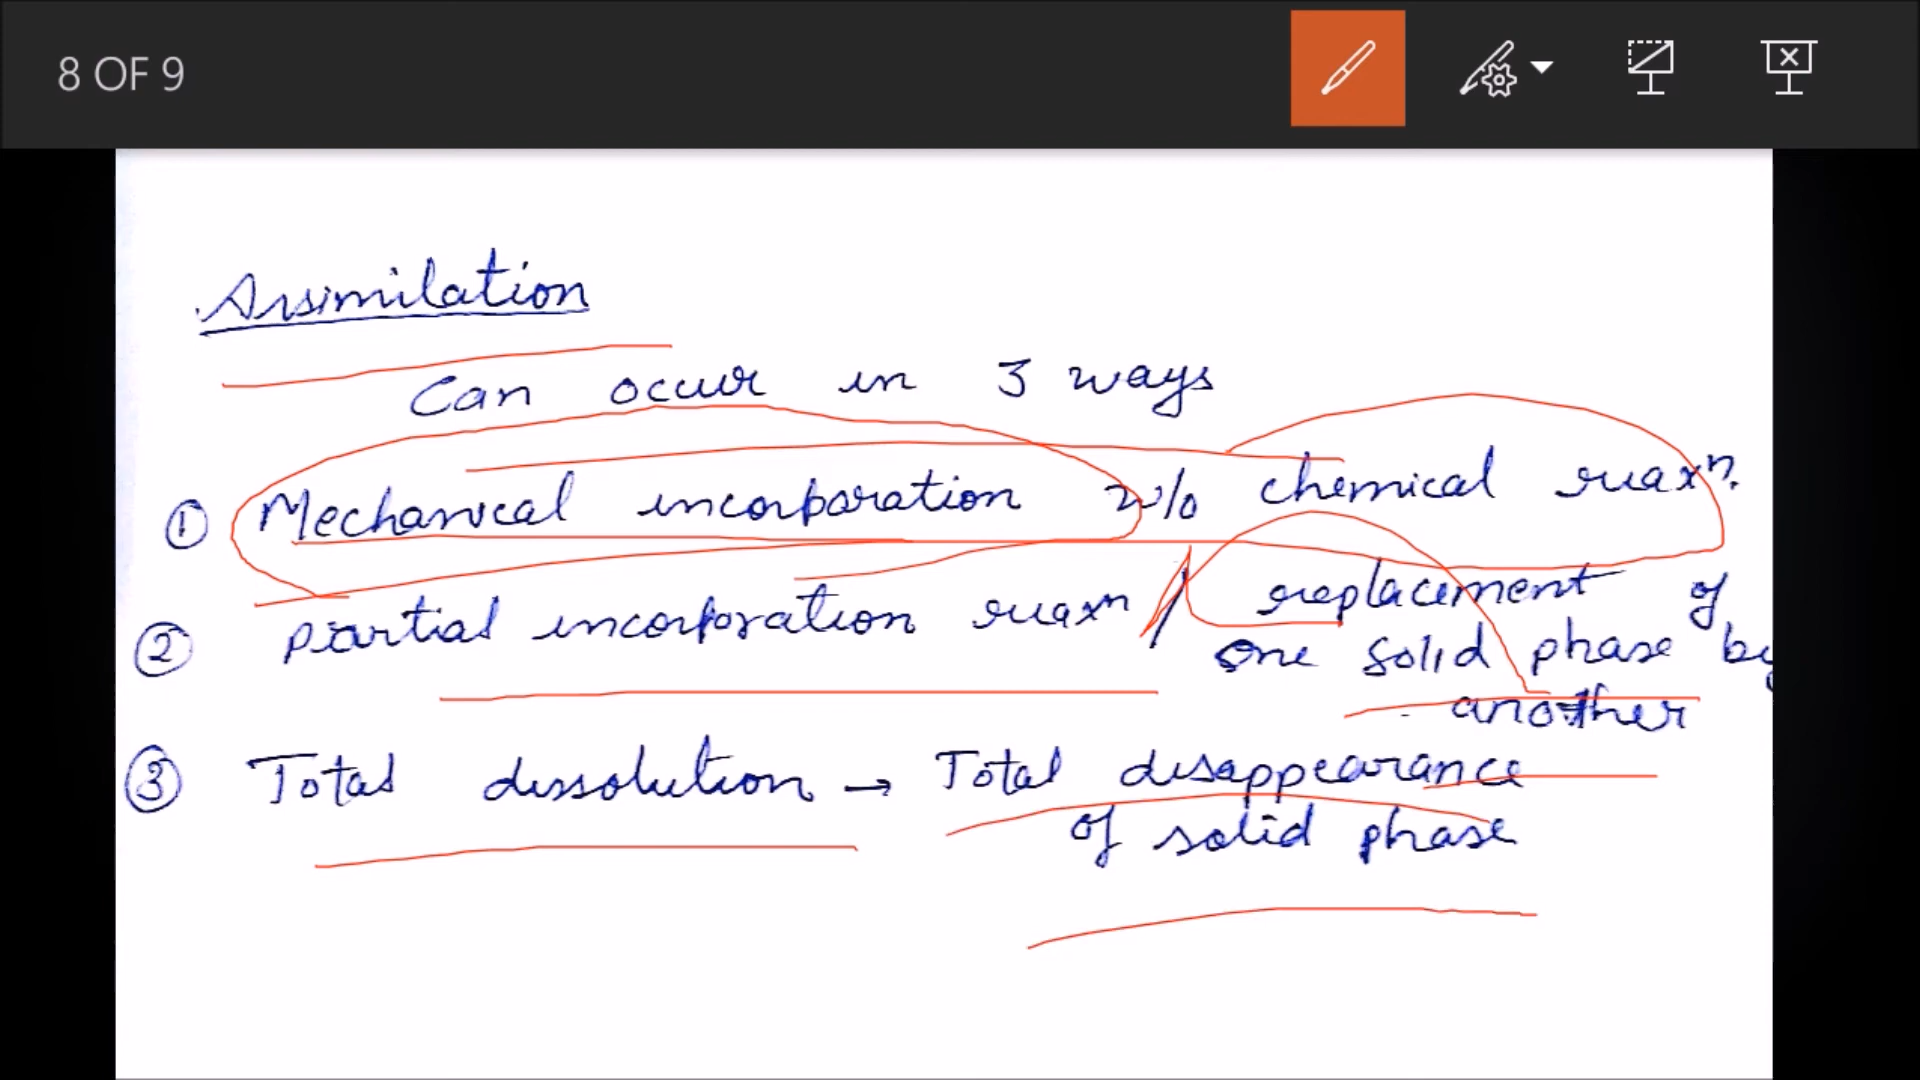 8 OF 9
Assimilation
Can occur in 3 ways
① Mechanical incorporation w/o chemical reaxⁿ.
② partial incorporation reaxⁿ / replacement of
one solid phase by
another
③ Total dissolution → Total disappearance
of solid phase